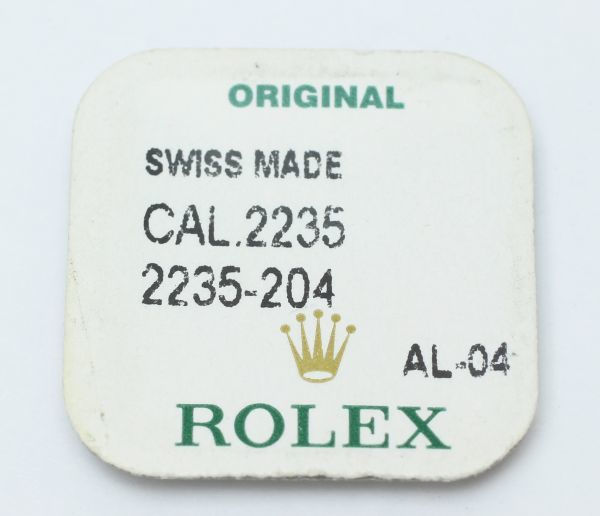 ORIGINAL
SWISS MADE
CAL.2235
2235-204
AL-04
ROLEX